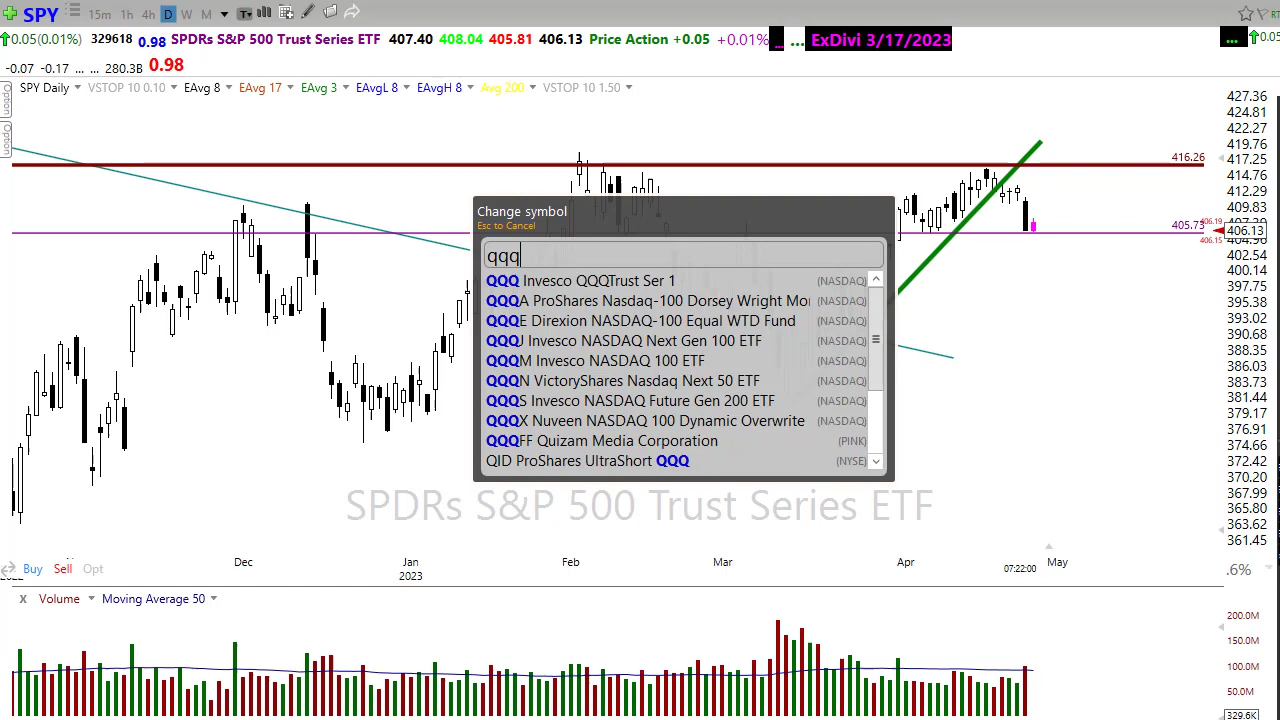 SPY 15m 1h 4h D W M T
0.05(0.01%) 329618 0.98 SPDRs S&P 500 Trust Series ETF 407.40 408.04 405.81 406.13 Price Action +0.05 +0.01% ... ... ExDivi 3/17/2023 ... 0.05
-0.07 -0.17 ... ... 280.3B 0.98
SPY Daily VSTOP 10 0.10 EAvg 8 EAvg 17 EAvg 3 EAvgL 8 EAvgH 8 Avg 200 VSTOP 10 1.50
Option
Option
427.36
424.81
422.27
419.76
416.26
417.25
414.76
412.29
409.83
405.73
406.19
406.13
406.15
404.96
402.54
400.14
397.75
395.38
393.02
390.68
388.35
386.03
383.73
381.44
379.17
376.91
374.66
372.42
370.20
367.99
365.80
363.62
361.45
Change symbol
Esc to Cancel
qqq
QQQ Invesco QQQTrust Ser 1 (NASDAQ)
QQQA ProShares Nasdaq-100 Dorsey Wright Mo (NASDAQ)
QQQE Direxion NASDAQ-100 Equal WTD Fund (NASDAQ)
QQQJ Invesco NASDAQ Next Gen 100 ETF (NASDAQ)
QQQM Invesco NASDAQ 100 ETF (NASDAQ)
QQQN VictoryShares Nasdaq Next 50 ETF (NASDAQ)
QQQS Invesco NASDAQ Future Gen 200 ETF (NASDAQ)
QQQX Nuveen NASDAQ 100 Dynamic Overwrite (NASDAQ)
QQQFF Quizam Media Corporation (PINK)
QID ProShares UltraShort QQQ (NYSE)
SPDRs S&P 500 Trust Series ETF
Dec Jan Feb Mar Apr May
2023
07:22:00
Buy Sell Opt
.6%
X Volume Moving Average 50
200.0M
150.0M
100.0M
50.0M
329.6K